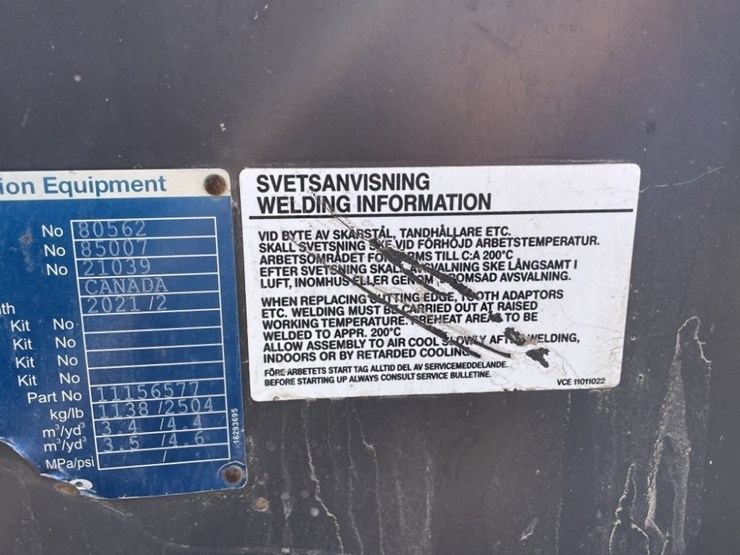 ion Equipment
No 80562
No 85007
No 21039
CANADA
th 2021/2
Kit No
Kit No
Kit No
Kit No
Part No 11156577
kg/lb 1138/2504
m³/yd³ 3.4 /4.4
m³/yd³ 3.5 /4.6
MPa/psi
16293695
SVETSANVISNING
WELDING INFORMATION
VID BYTE AV SKÄRSTÅL, TANDHÅLLARE ETC.
SKALL SVETSNING SKE VID FÖRHÖJD ARBETSTEMPERATUR.
ARBETSOMRÅDET RMS TILL C:A 200°C
EFTER SVETSNING SKALL AVSVALNING SKE LÅNGSAMT I
LUFT, INOMHUS ELLER GENOM BROMSAD AVSVALNING.
WHEN REPLACING CUTTING EDGE, TOOTH ADAPTORS
ETC. WELDING MUST BE CARRIED OUT AT RAISED
WORKING TEMPERATURE. PREHEAT AREAS TO BE
WELDED TO APPR. 200°C
ALLOW ASSEMBLY TO AIR COOL SLOWLY AFTER WELDING,
INDOORS OR BY RETARDED COOLING
FÖRE ARBETETS START TAG ALLTID DEL AV SERVICEMEDDELANDE.
BEFORE STARTING UP ALWAYS CONSULT SERVICE BULLETINE.
VCE 11011022